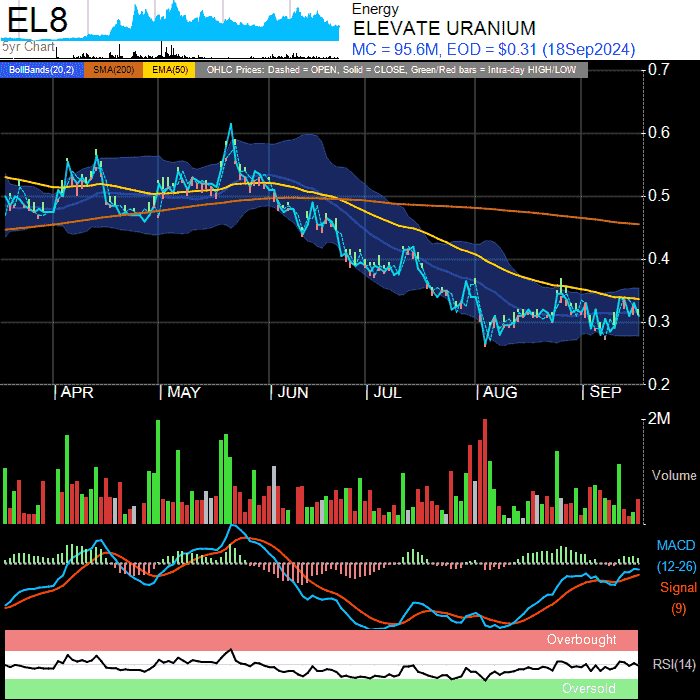 EL8
5yr Chart
Energy
ELEVATE URANIUM
MC = 95.6M, EOD = $0.31 (18Sep2024)
BollBands(20,2) SMA(200) EMA(50) OHLC Prices: Dashed = OPEN, Solid = CLOSE, Green/Red bars = Intra-day HIGH/LOW
0.7
0.6
0.5
0.4
0.3
0.2
APR MAY JUN JUL AUG SEP
2M
Volume
MACD
(12-26)
Signal
(9)
Overbought
RSI(14)
Oversold